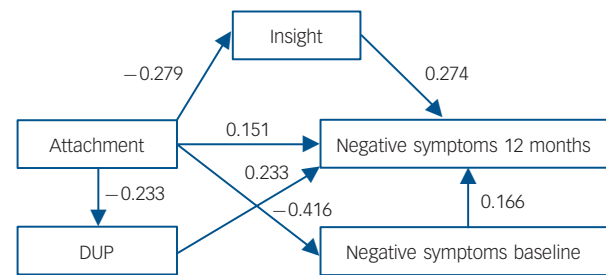 Insight
−0.279
0.274
Attachment
0.151
Negative symptoms 12 months
0.233
−0.233
−0.416
0.166
DUP
Negative symptoms baseline